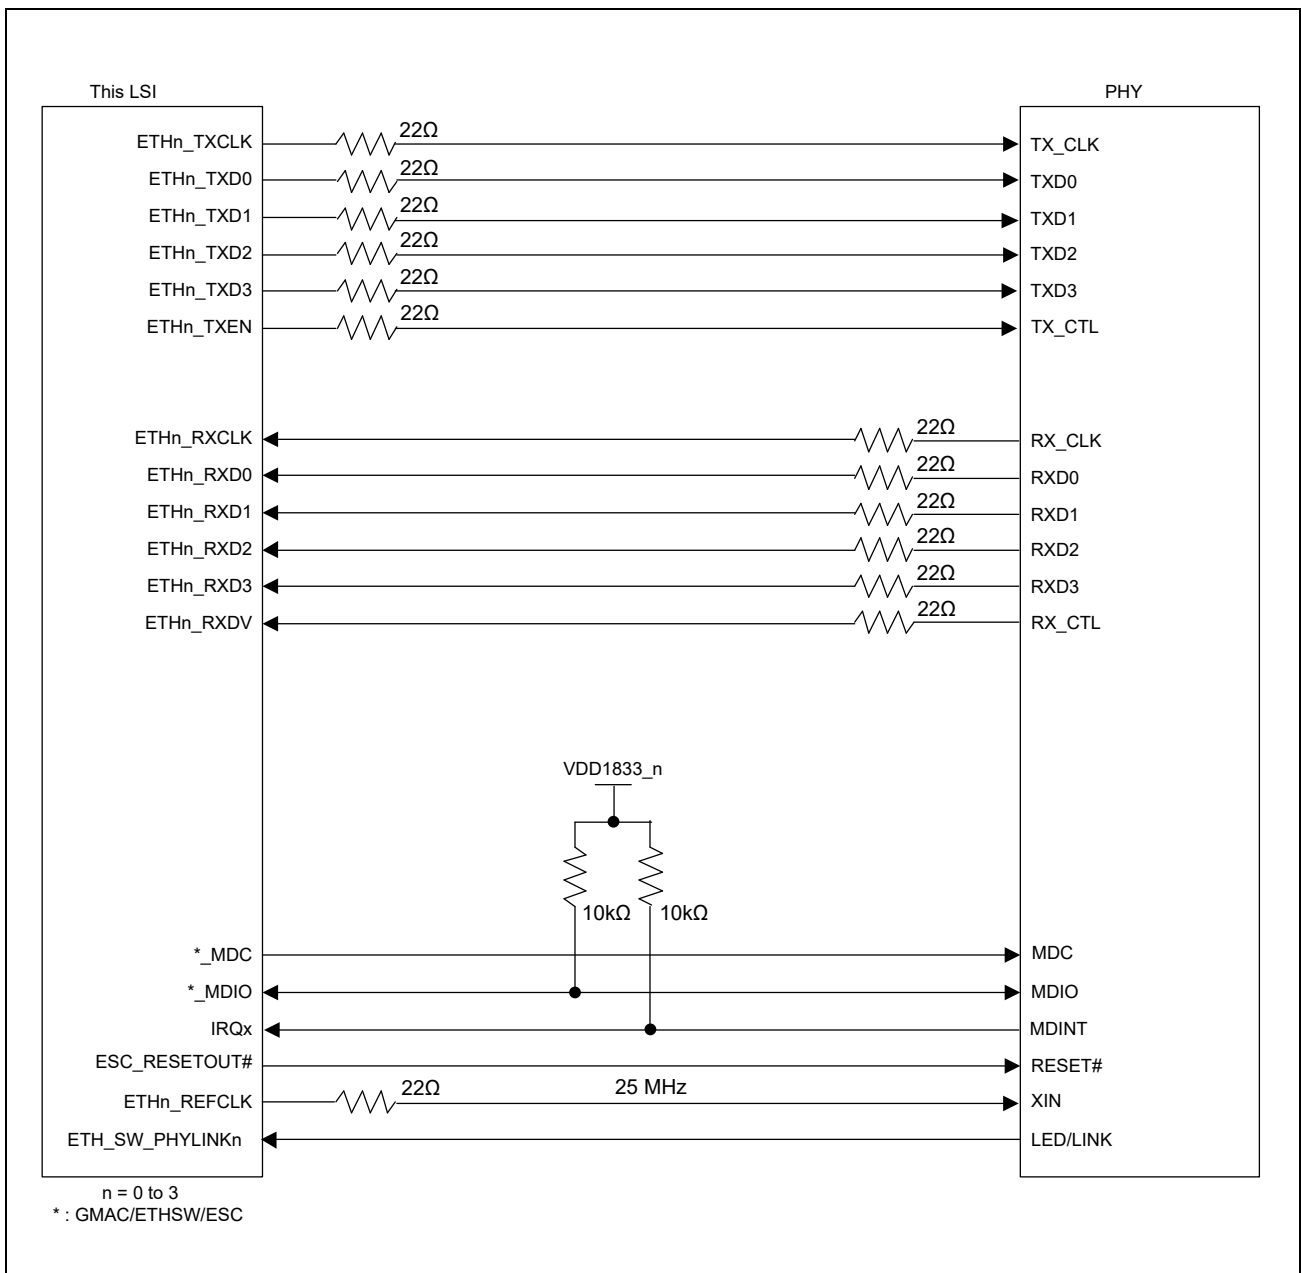 This LSI PHY
ETHn_TXCLK 22Ω TX_CLK
ETHn_TXD0 22Ω TXD0
ETHn_TXD1 22Ω TXD1
ETHn_TXD2 22Ω TXD2
ETHn_TXD3 22Ω TXD3
ETHn_TXEN 22Ω TX_CTL
ETHn_RXCLK 22Ω RX_CLK
ETHn_RXD0 22Ω RXD0
ETHn_RXD1 22Ω RXD1
ETHn_RXD2 22Ω RXD2
ETHn_RXD3 22Ω RXD3
ETHn_RXDV 22Ω RX_CTL
VDD1833_n
10kΩ 10kΩ
*_MDC MDC
*_MDIO MDIO
IRQx MDINT
ESC_RESETOUT# RESET#
ETHn_REFCLK 22Ω 25 MHz XIN
ETH_SW_PHYLINKn LED/LINK
n = 0 to 3
* : GMAC/ETHSW/ESC